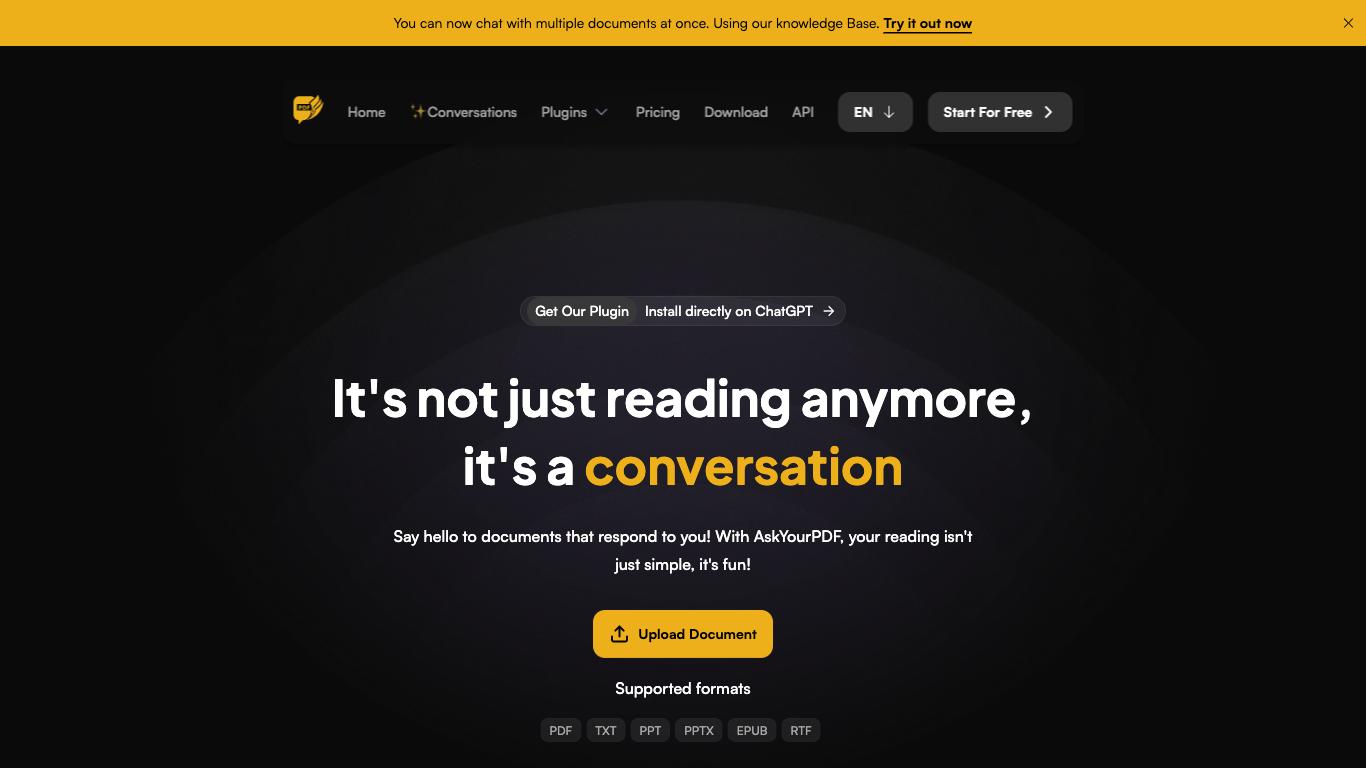 You can now chat with multiple documents at once. Using our knowledge Base. Try it out now
PDF
Home
✨Conversations
Plugins
Pricing
Download
API
EN
Start For Free
Get Our Plugin Install directly on ChatGPT →
It's not just reading anymore,
it's a conversation
Say hello to documents that respond to you! With AskYourPDF, your reading isn't
just simple, it's fun!
Upload Document
Supported formats
PDF TXT PPT PPTX EPUB RTF